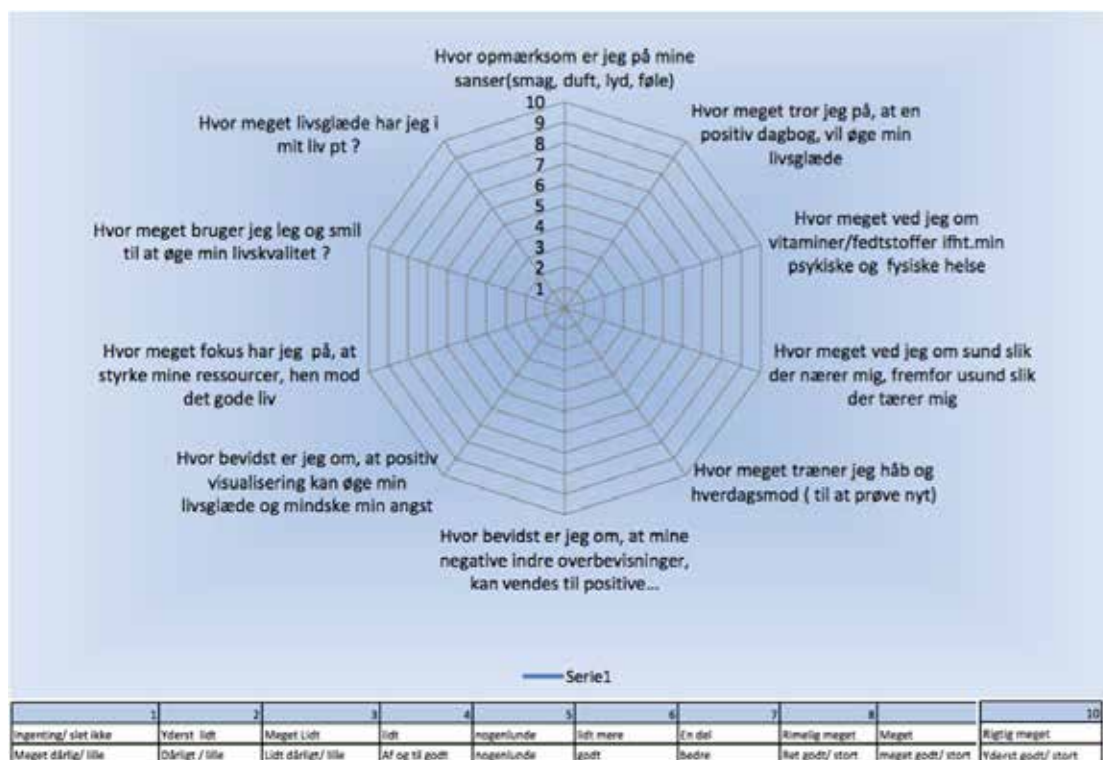 Hvor opmærksom er jeg på mine
sanser(smag, duft, lyd, føle)
Hvor meget tror jeg på, at en
positiv dagbog, vil øge min
livsglæde
Hvor meget ved jeg om
vitaminer/fedtstoffer ifht.min
psykiske og fysiske helse
Hvor meget ved jeg om sund slik
der nærer mig, fremfor usund slik
der tærer mig
Hvor meget træner jeg håb og
hverdagsmod ( til at prøve nyt)
Hvor bevidst er jeg om, at mine
negative indre overbevisninger,
kan vendes til positive...
Hvor bevidst er jeg om, at positiv
visualisering kan øge min
livsglæde og mindske min angst
Hvor meget fokus har jeg på, at
styrke mine ressourcer, hen mod
det gode liv
Hvor meget bruger jeg leg og smil
til at øge min livskvalitet ?
Hvor meget livsglæde har jeg i
mit liv pt ?
10
9
8
7
6
5
4
3
2
1
Serie1
1 2 3 4 5 6 7 8 10
Ingenting/ slet ikke Yderst lidt Meget Lidt lidt nogenlunde lidt mere En del Rimelig meget Meget Rigtig meget
Meget dårlig/ lille Dårligt / lille Lidt dårligt/ lille Af og til godt nogenlunde godt bedre Ret godt/ stort meget godt/ stort Yderst godt/ stort